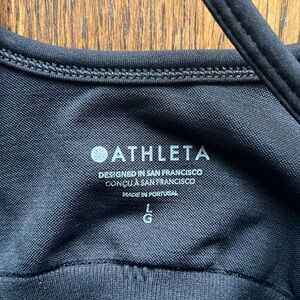 ATHLETA
DESIGNED IN SAN FRANCISCO
CONÇU À SAN FRANCISCO
MADE IN PORTUGAL
L
G